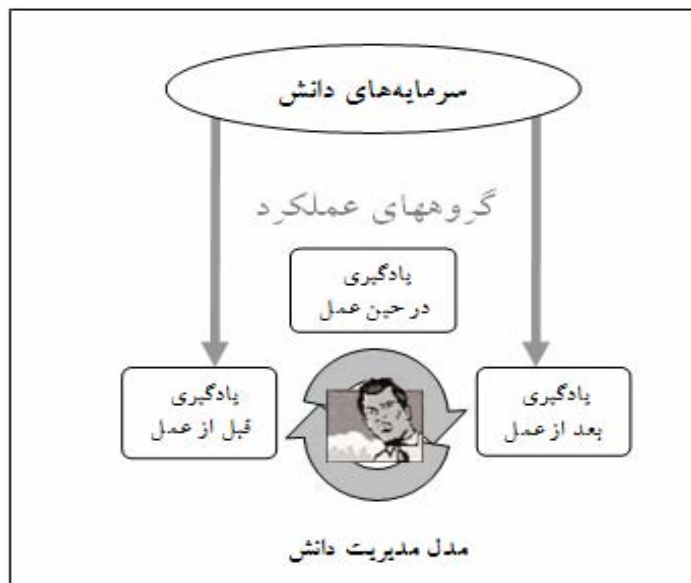 سرمایه‌های دانش
گروههای عملکرد
یادگیری
در حین عمل
یادگیری
بعد از عمل
یادگیری
قبل از عمل
مدل مدیریت دانش